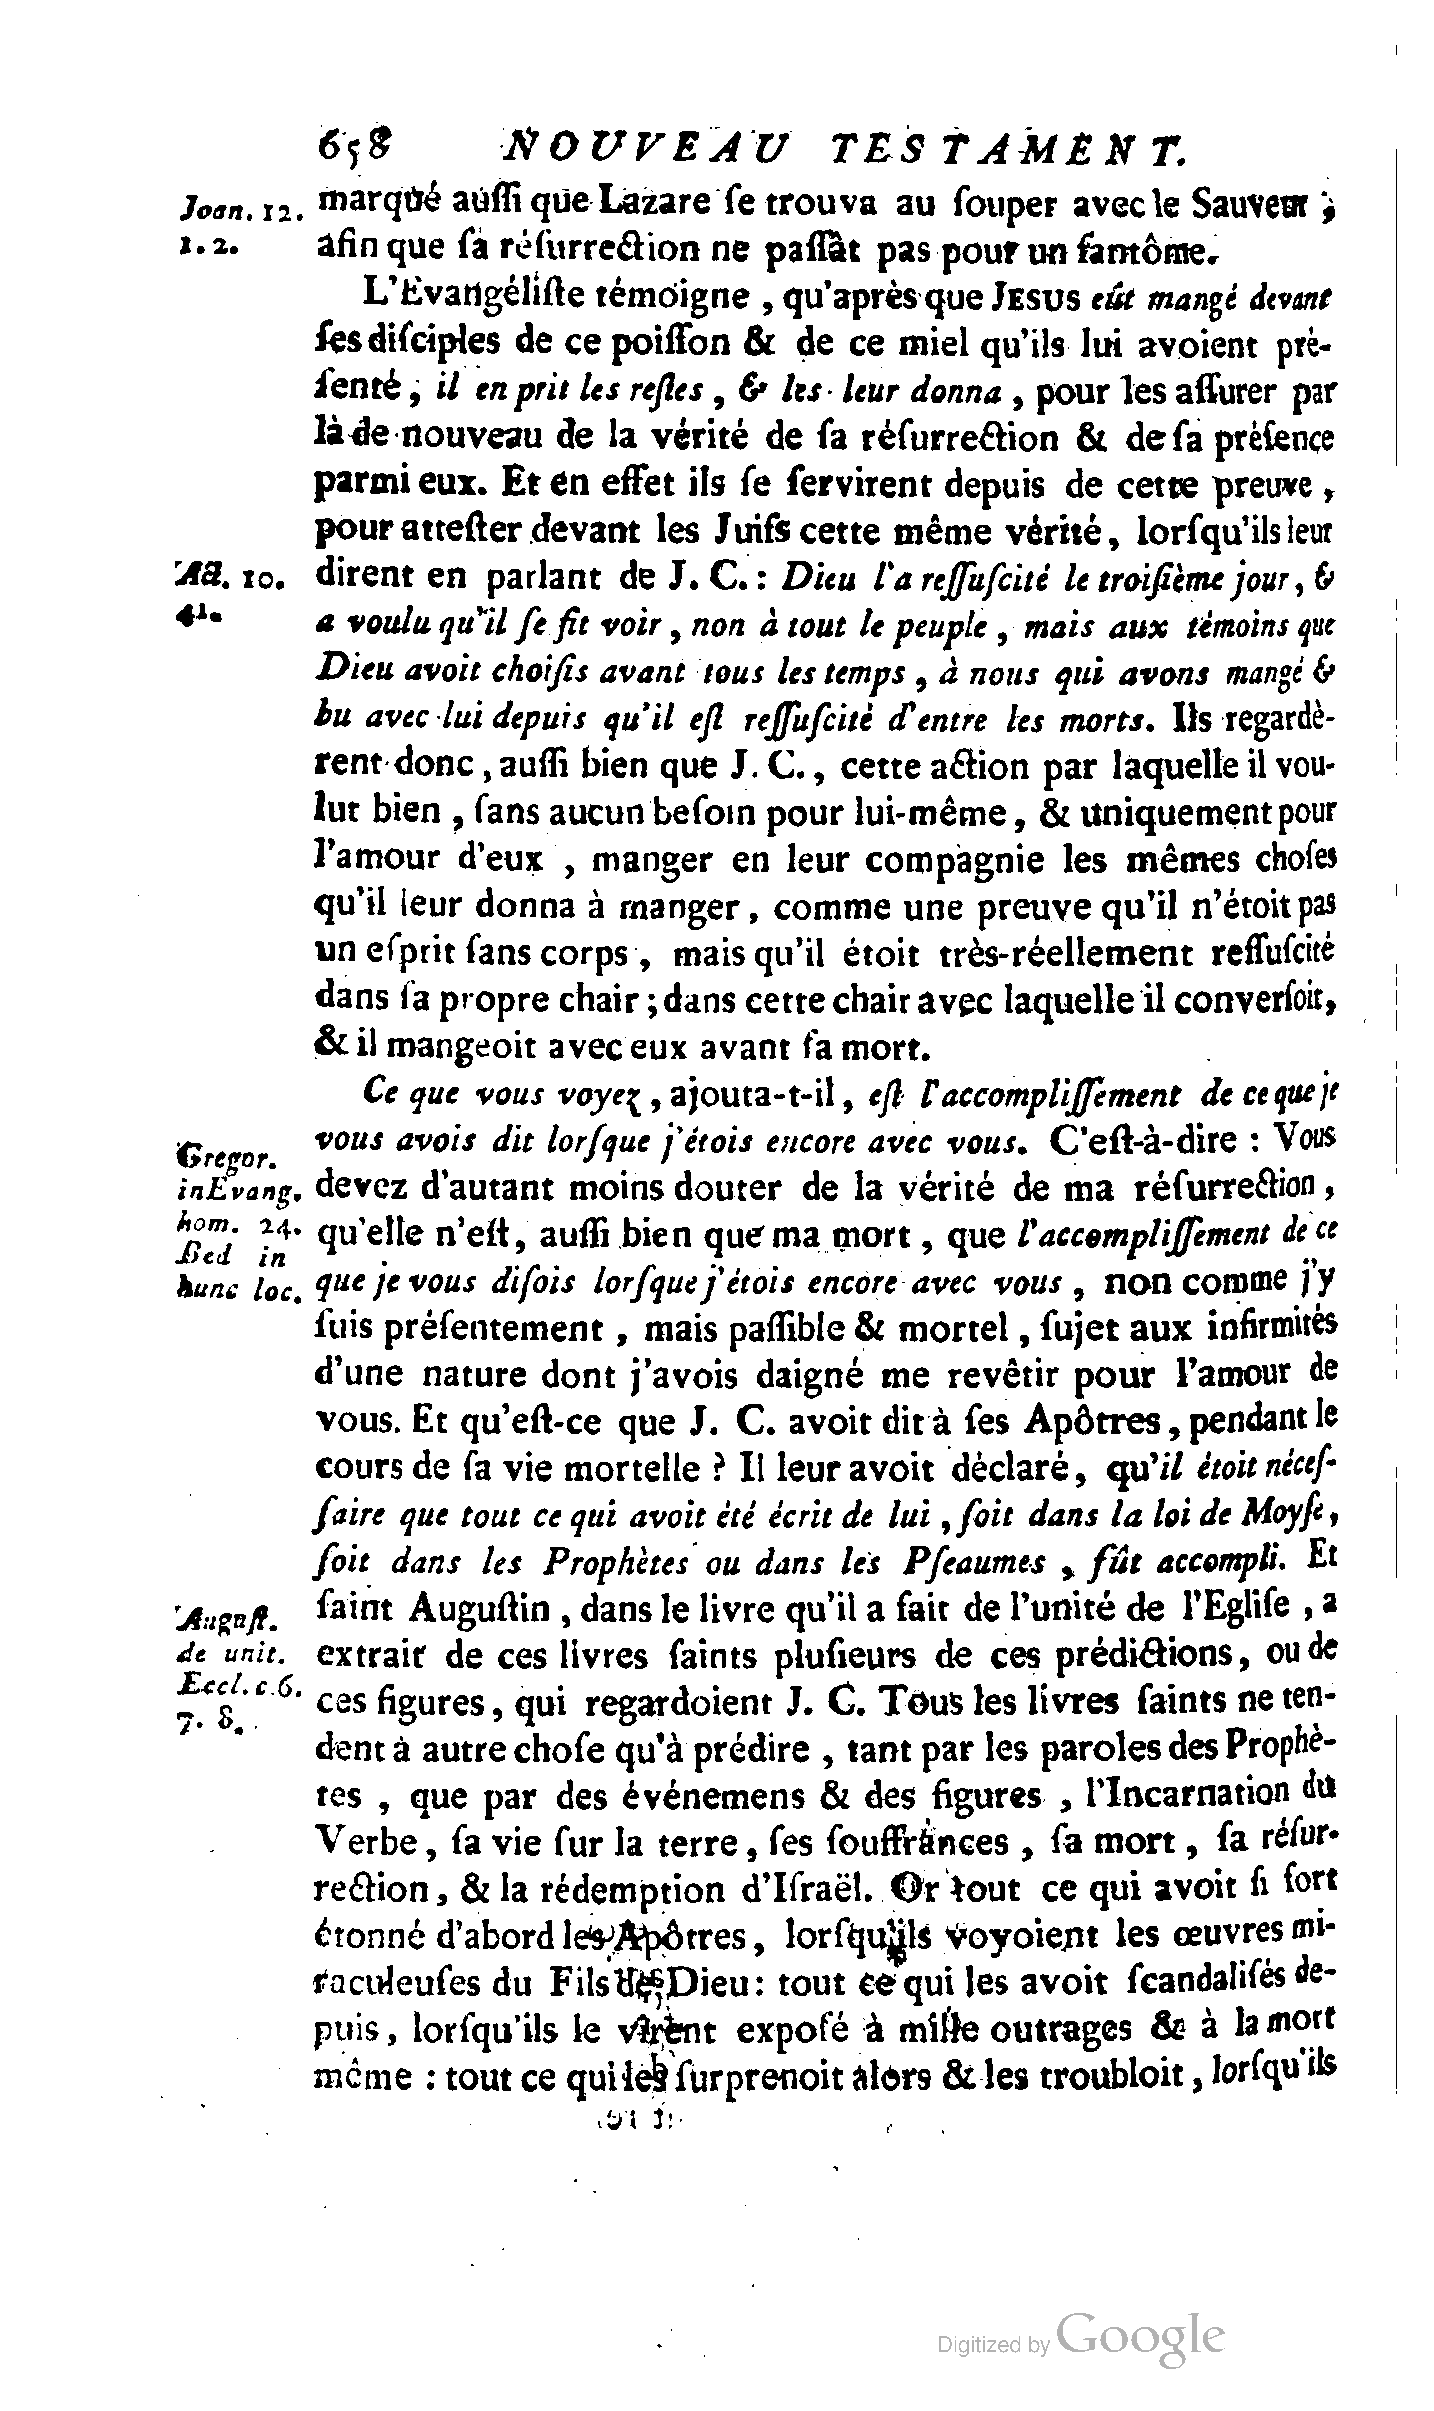 658 NOUVEAU TESTAMENT.
Joan. 12. marqué auſſi que Lazare ſe trouva au ſouper avec le Sauveur ;
1. 2. afin que ſa réſurrection ne paſſât pas pour un fantôme.
L'Evangéliſte témoigne , qu'après que JESUS eût mangé devant
ſes diſciples de ce poiſſon & de ce miel qu'ils lui avoient pré-
ſenté , il en prit les reſtes , & les leur donna , pour les aſſurer par
là de nouveau de la vérité de ſa réſurrection & de ſa préſence
parmi eux. Et en effet ils ſe ſervirent depuis de cette preuve ,
pour atteſter devant les Juifs cette même vérité , lorſqu'ils leur
Act. 10. dirent en parlant de J. C. : Dieu l'a reſſuſcité le troiſième jour , &
41. a voulu qu'il ſe fît voir , non à tout le peuple , mais aux témoins que
Dieu avoit choiſis avant tous les temps , à nous qui avons mangé &
bu avec lui depuis qu'il eſt reſſuſcité d'entre les morts. Ils regardè-
rent donc , auſſi bien que J. C. , cette action par laquelle il vou-
lut bien , ſans aucun beſoin pour lui-même , & uniquement pour
l'amour d'eux , manger en leur compagnie les mêmes choſes
qu'il leur donna à manger , comme une preuve qu'il n'étoit pas
un eſprit ſans corps , mais qu'il étoit très-réellement reſſuſcité
dans ſa propre chair ; dans cette chair avec laquelle il converſoit,
& il mangeoit avec eux avant ſa mort.
Ce que vous voyez , ajouta-t-il , eſt l'accompliſſement de ce que je
vous avois dit lorſque j'étois encore avec vous. C'eſt-à-dire : Vous
Gregor.
in Evang. devez d'autant moins douter de la vérité de ma réſurrection ,
hom. 24. qu'elle n'eſt, auſſi bien que ma mort , que l'accompliſſement de ce
Bed in
hunc loc. que je vous diſois lorſque j'étois encore avec vous , non comme j'y
ſuis préſentement , mais paſſible & mortel , ſujet aux infirmités
d'une nature dont j'avois daigné me revêtir pour l'amour de
vous. Et qu'eſt-ce que J. C. avoit dit à ſes Apôtres , pendant le
cours de ſa vie mortelle ? Il leur avoit déclaré , qu'il étoit néceſ-
ſaire que tout ce qui avoit été écrit de lui , ſoit dans la loi de Moyſe ,
ſoit dans les Prophètes ou dans les Pſeaumes , fût accompli. Et
Auguſt. ſaint Auguſtin , dans le livre qu'il a fait de l'unité de l'Egliſe , a
de unit. extrait de ces livres ſaints pluſieurs de ces prédictions , ou de
Eccl. c. 6. ces figures , qui regardoient J. C. Tous les livres ſaints ne ten-
7. 8. dent à autre choſe qu'à prédire , tant par les paroles des Prophè-
tes , que par des événemens & des figures , l'Incarnation du
Verbe , ſa vie ſur la terre , ſes ſouffrances , ſa mort , ſa réſur-
rection , & la rédemption d'Iſraël. Or tout ce qui avoit ſi fort
étonné d'abord les Apôtres , lorſqu'ils voyoient les œuvres mi-
raculeuſes du Fils de Dieu : tout ce qui les avoit ſcandaliſés de-
puis , lorſqu'ils le virent expoſé à mille outrages & à la mort
même : tout ce qui les ſurprenoit alors & les troubloit , lorſqu'ils
Digitized by Google